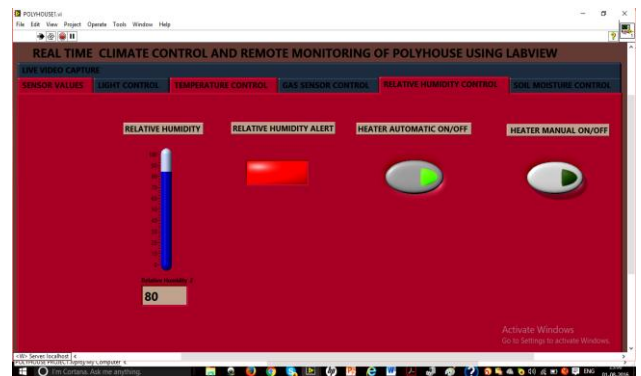 POLYHOUSE1.vi
File Edit View Project Operate Tools Window Help
REAL TIME CLIMATE CONTROL AND REMOTE MONITORING OF POLYHOUSE USING LABVIEW
LIVE VIDEO CAPTURE
SENSOR VALUES LIGHT CONTROL TEMPERATURE CONTROL GAS SENSOR CONTROL RELATIVE HUMIDITY CONTROL SOIL MOISTURE CONTROL
RELATIVE HUMIDITY RELATIVE HUMIDITY ALERT HEATER AUTOMATIC ON/OFF HEATER MANUAL ON/OFF
80
Activate Windows
Go to Settings to activate Windows.
I'm Cortana. Ask me anything.
ENG
01-06-2016